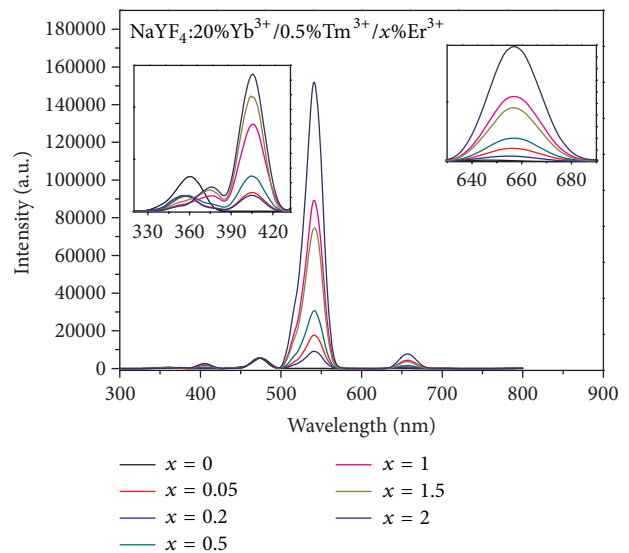 NaYF₄:20%Yb³⁺/0.5%Tm³⁺/x%Er³⁺
180000
160000
140000
120000
100000
80000
60000
40000
20000
0
Intensity (a.u.)
330 360 390 420
640 660 680
300 400 500 600 700 800 900
Wavelength (nm)
x = 0
x = 0.05
x = 0.2
x = 0.5
x = 1
x = 1.5
x = 2